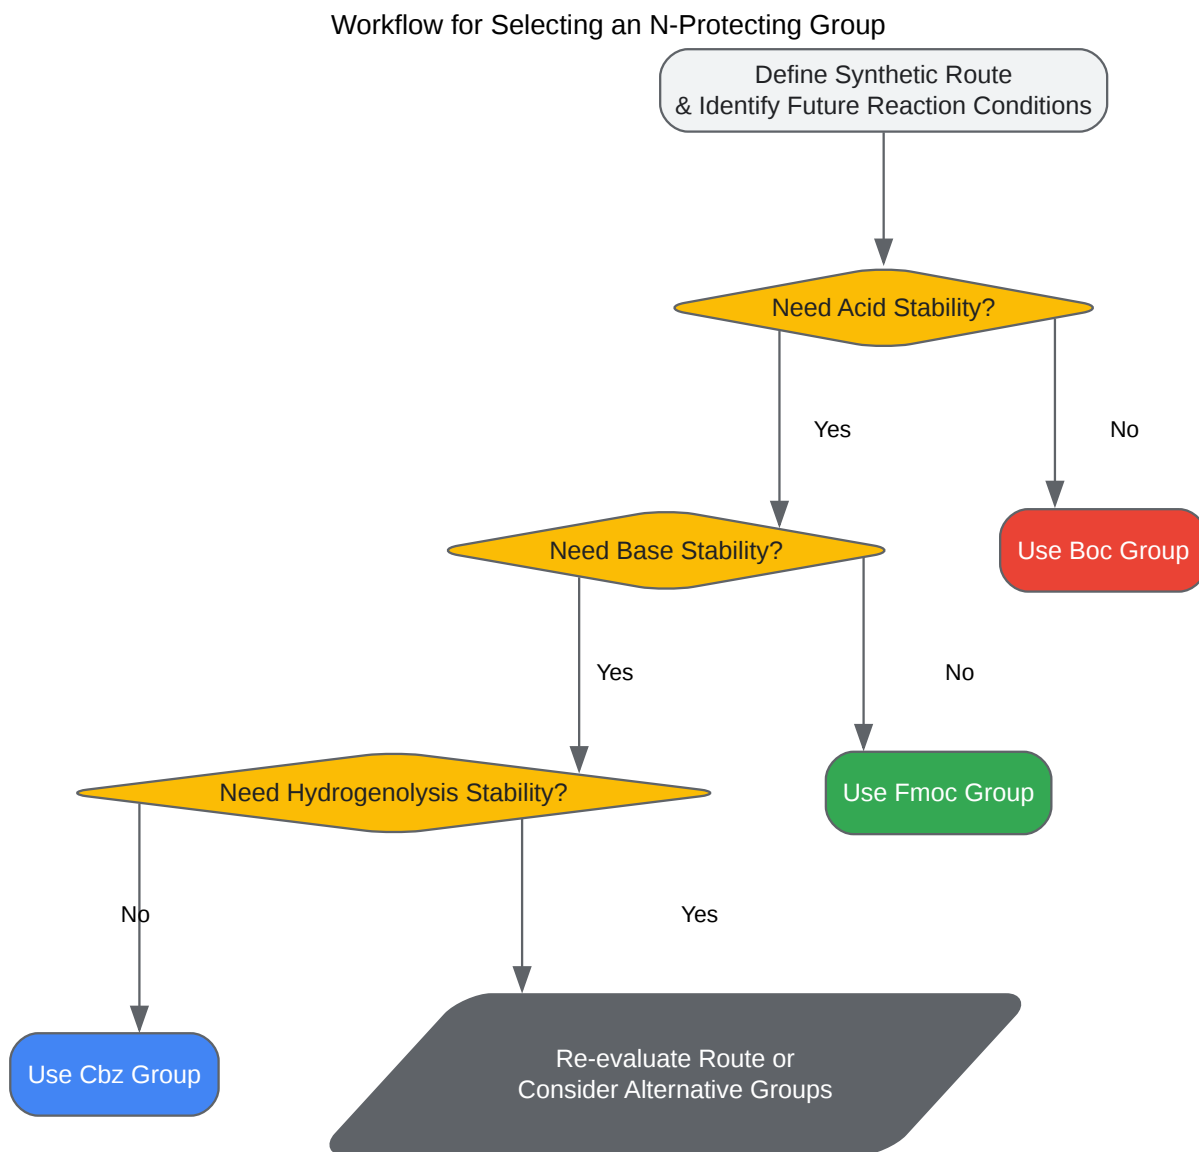 Workflow for Selecting an N-Protecting Group
Define Synthetic Route
& Identify Future Reaction Conditions
Need Acid Stability?
Yes
No
Need Base Stability?
Use Boc Group
Yes
No
Need Hydrogenolysis Stability?
Use Fmoc Group
No
Yes
Use Cbz Group
Re-evaluate Route or
Consider Alternative Groups